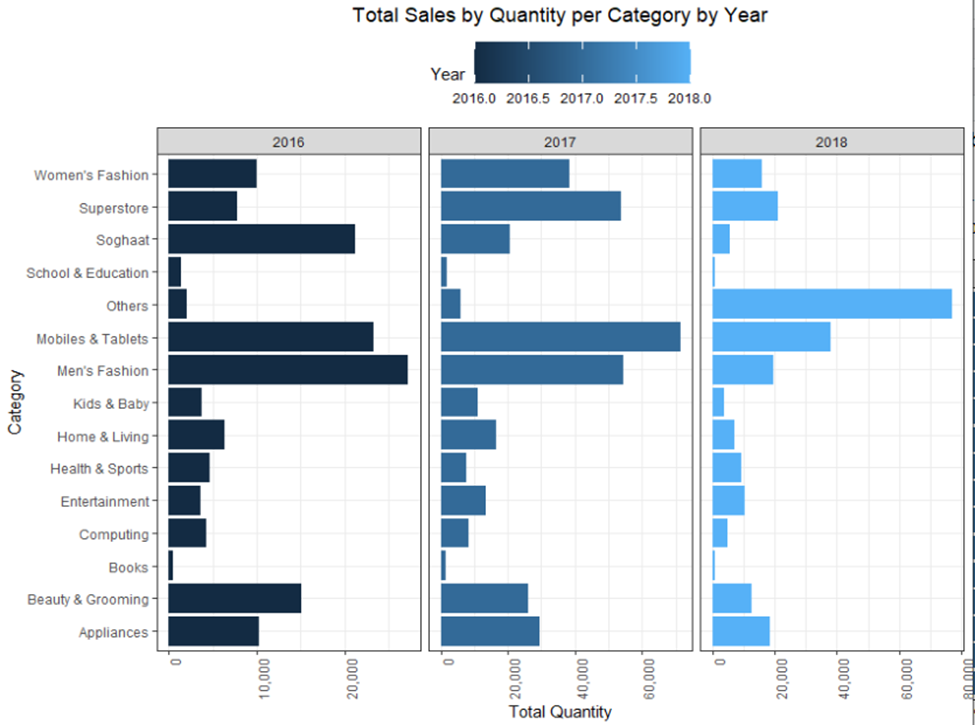 Total Sales by Quantity per Category by Year
Year
2016.0 2016.5 2017.0 2017.5 2018.0
2016 2017 2018
Category
Women's Fashion
Superstore
Soghaat
School & Education
Others
Mobiles & Tablets
Men's Fashion
Kids & Baby
Home & Living
Health & Sports
Entertainment
Computing
Books
Beauty & Grooming
Appliances
0 10,000 20,000 0 20,000 40,000 60,000 0 20,000 40,000 60,000 80,000
Total Quantity